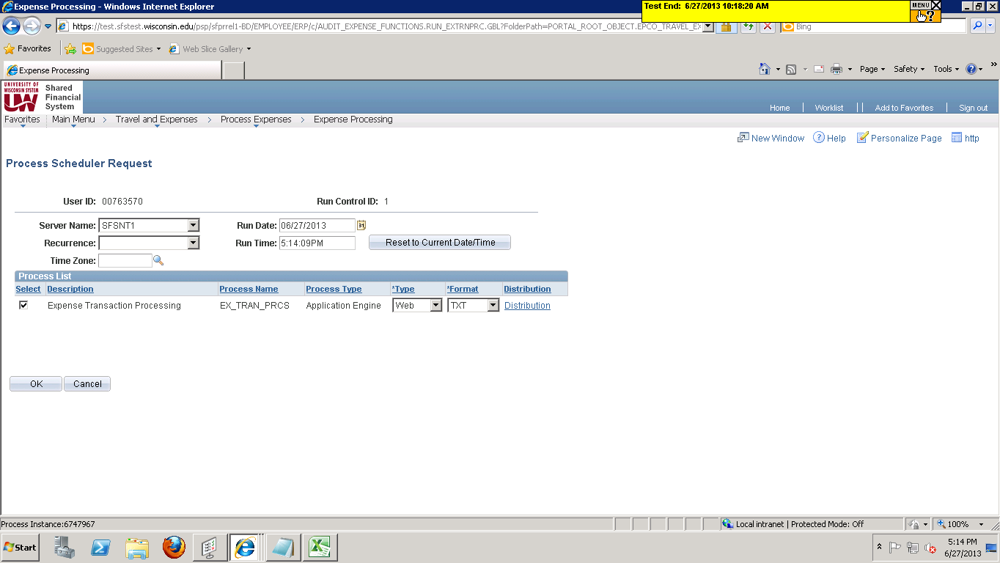 Expense Processing - Windows Internet Explorer
Test End: 6/27/2013 10:18:20 AM
MENU
?
https://test.sfstest.wisconsin.edu/psp/sfprrel1-BD/EMPLOYEE/ERP/c/AUDIT_EXPENSE_FUNCTIONS.RUN_EXTRNPRC.GBL?FolderPath=PORTAL_ROOT_OBJECT.EPCO_TRAVEL_EX
Bing
Favorites Suggested Sites Web Slice Gallery
Expense Processing
Page Safety Tools
UNIVERSITY OF WISCONSIN SYSTEM
UW
Shared
Financial
System
Home Worklist Add to Favorites Sign out
Favorites Main Menu > Travel and Expenses > Process Expenses > Expense Processing
New Window Help Personalize Page http
Process Scheduler Request
User ID: 00763570 Run Control ID: 1
Server Name: SFSNT1 Run Date: 06/27/2013 31
Recurrence: Run Time: 5:14:09PM Reset to Current Date/Time
Time Zone:
Process List
Select Description Process Name Process Type *Type *Format Distribution
Expense Transaction Processing EX_TRAN_PRCS Application Engine Web TXT Distribution
OK Cancel
Process Instance:6747967 Local intranet | Protected Mode: Off 100%
Start 5:14 PM
6/27/2013